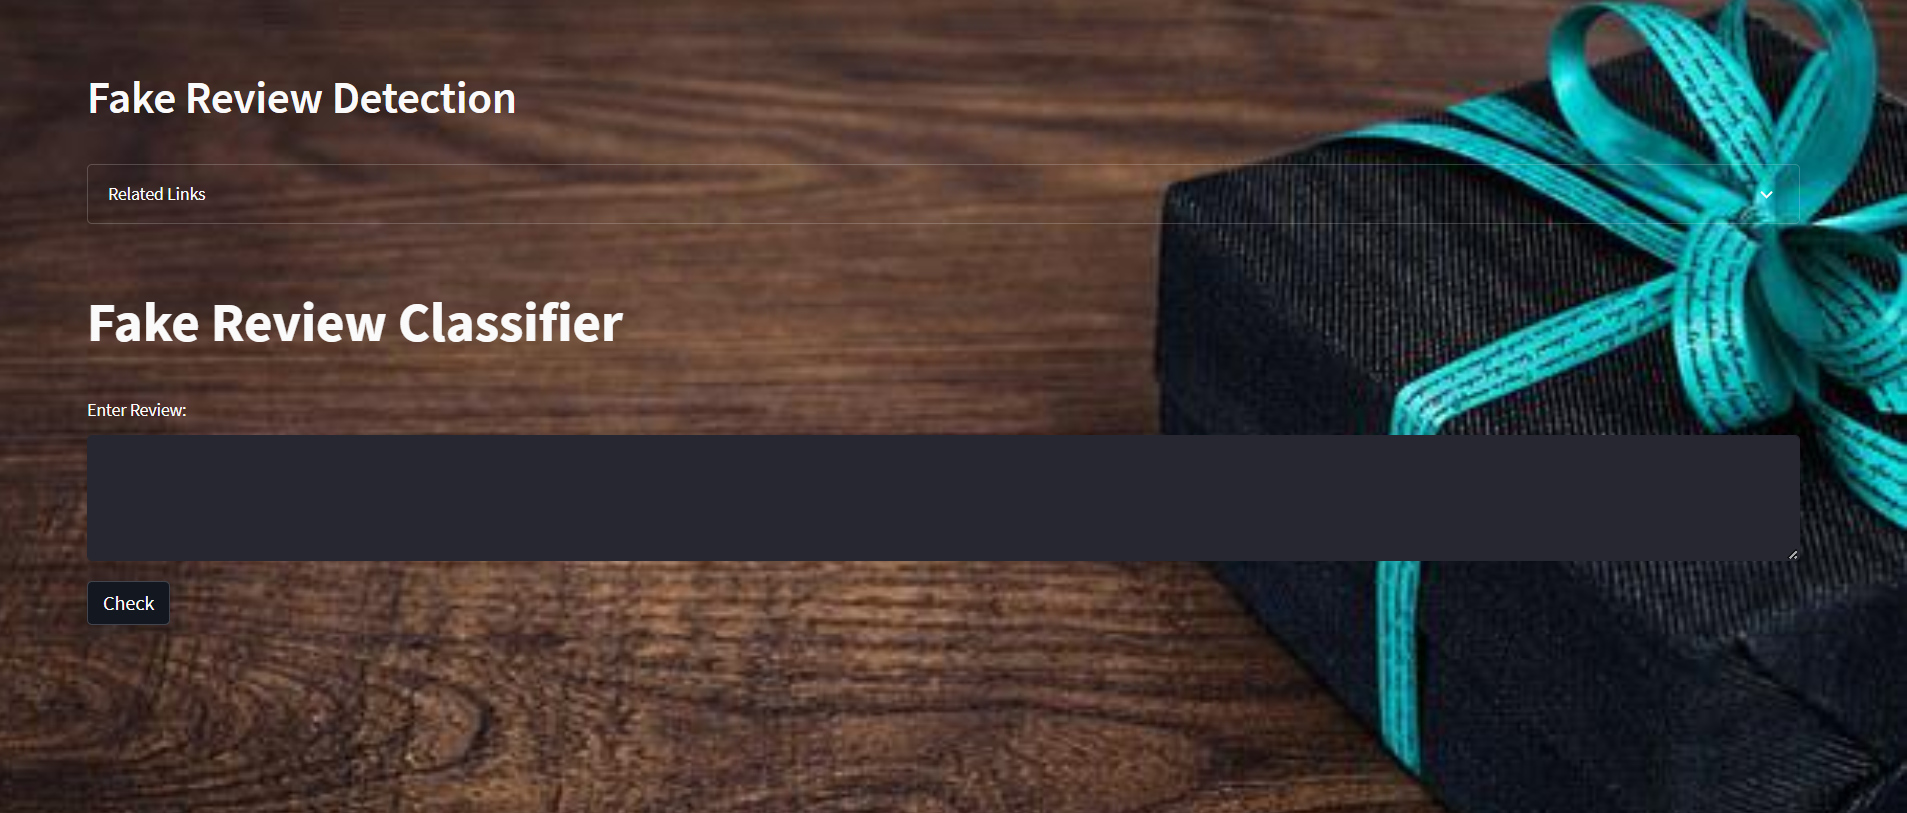 Fake Review Detection
Related Links
Fake Review Classifier
Enter Review:
Check